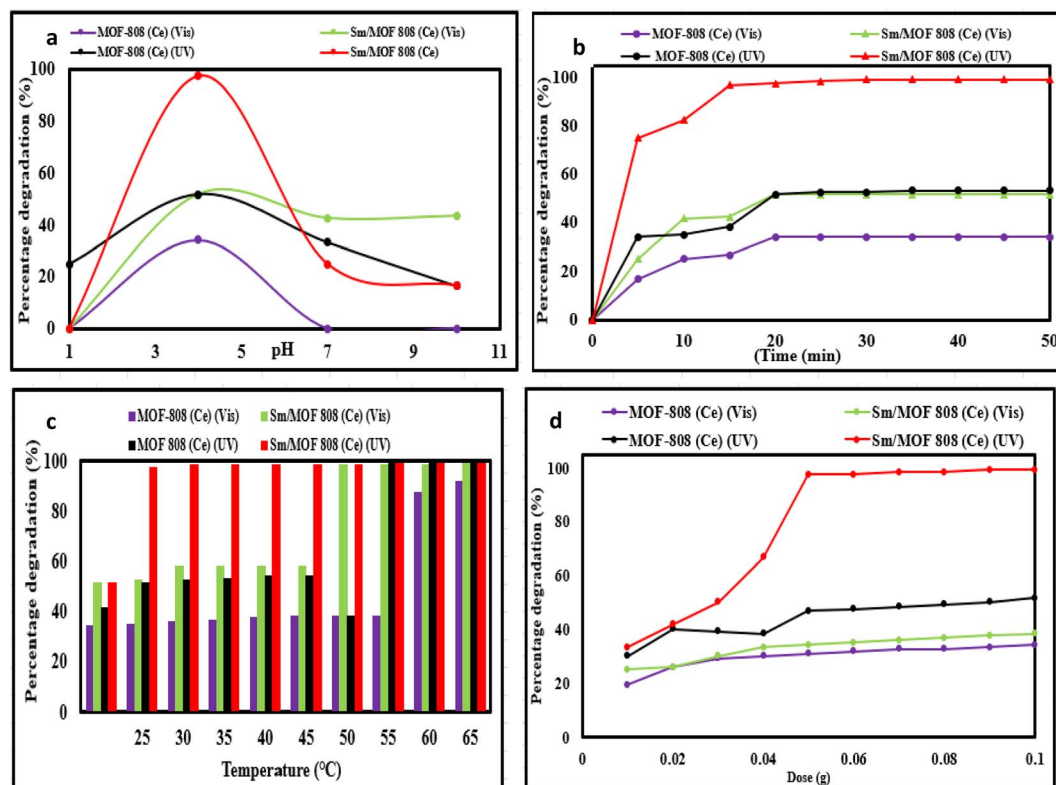 a
MOF-808 (Ce) (Vis) Sm/MOF 808 (Ce) (Vis)
MOF-808 (Ce) (UV) Sm/MOF 808 (Ce)
Percentage degradation (%)
100
80
60
40
20
0
1 3 5 7 9 11
pH
b
MOF-808 (Ce) (Vis) Sm/MOF 808 (Ce) (Vis)
MOF-808 (Ce) (UV) Sm/MOF 808 (Ce) (UV)
Percentage degradation (%)
100
80
60
40
20
0
0 10 20 30 40 50
(Time (min)
c
MOF-808 (Ce) (Vis) Sm/MOF 808 (Ce) (Vis)
MOF 808 (Ce) (UV) Sm/MOF 808 (Ce) (UV)
Percentage degradation (%)
100
80
60
40
20
0
25 30 35 40 45 50 55 60 65
Temperature (°C)
d
MOF-808 (Ce) (Vis) Sm/MOF 808 (Ce) (Vis)
MOF-808 (Ce) (UV) Sm/MOF 808 (Ce) (UV)
Percentage degradation (%)
100
80
60
40
20
0
0 0.02 0.04 0.06 0.08 0.1
Dose (g)